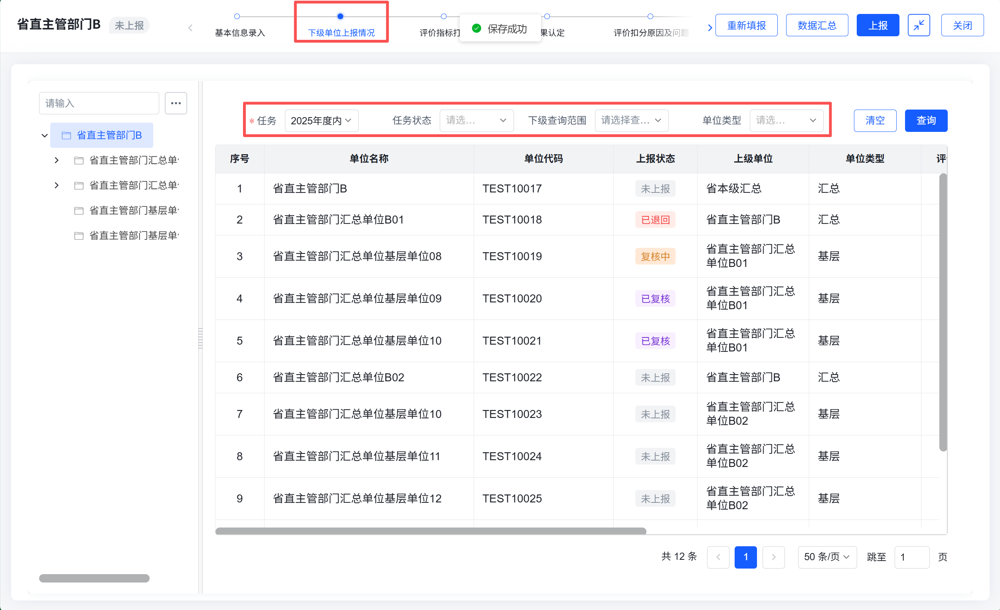 省直主管部门B
未上报
基本信息录入
下级单位上报情况
评价指标打
果认定
评价扣分原因及问题
保存成功
重新填报
数据汇总
上报
关闭
请输入
...
省直主管部门B
省直主管部门汇总单
省直主管部门汇总单
省直主管部门基层单
省直主管部门基层单
* 任务
2025年度内
任务状态
请选...
下级查询范围
请选择查...
单位类型
请选...
清空
查询
序号 单位名称 单位代码 上报状态 上级单位 单位类型 评
1 省直主管部门B TEST10017 未上报 省本级汇总 汇总
2 省直主管部门汇总单位B01 TEST10018 已退回 省直主管部门B 汇总
3 省直主管部门汇总单位基层单位08 TEST10019 复核中 省直主管部门汇总
单位B01 基层
4 省直主管部门汇总单位基层单位09 TEST10020 已复核 省直主管部门汇总
单位B01 基层
5 省直主管部门汇总单位基层单位10 TEST10021 已复核 省直主管部门汇总
单位B01 基层
6 省直主管部门汇总单位B02 TEST10022 未上报 省直主管部门B 汇总
7 省直主管部门汇总单位基层单位10 TEST10023 未上报 省直主管部门汇总
单位B02 基层
8 省直主管部门汇总单位基层单位11 TEST10024 未上报 省直主管部门汇总
单位B02 基层
9 省直主管部门汇总单位基层单位12 TEST10025 未上报 省直主管部门汇总
单位B02 基层
共 12 条
1
50 条/页
跳至
1
页